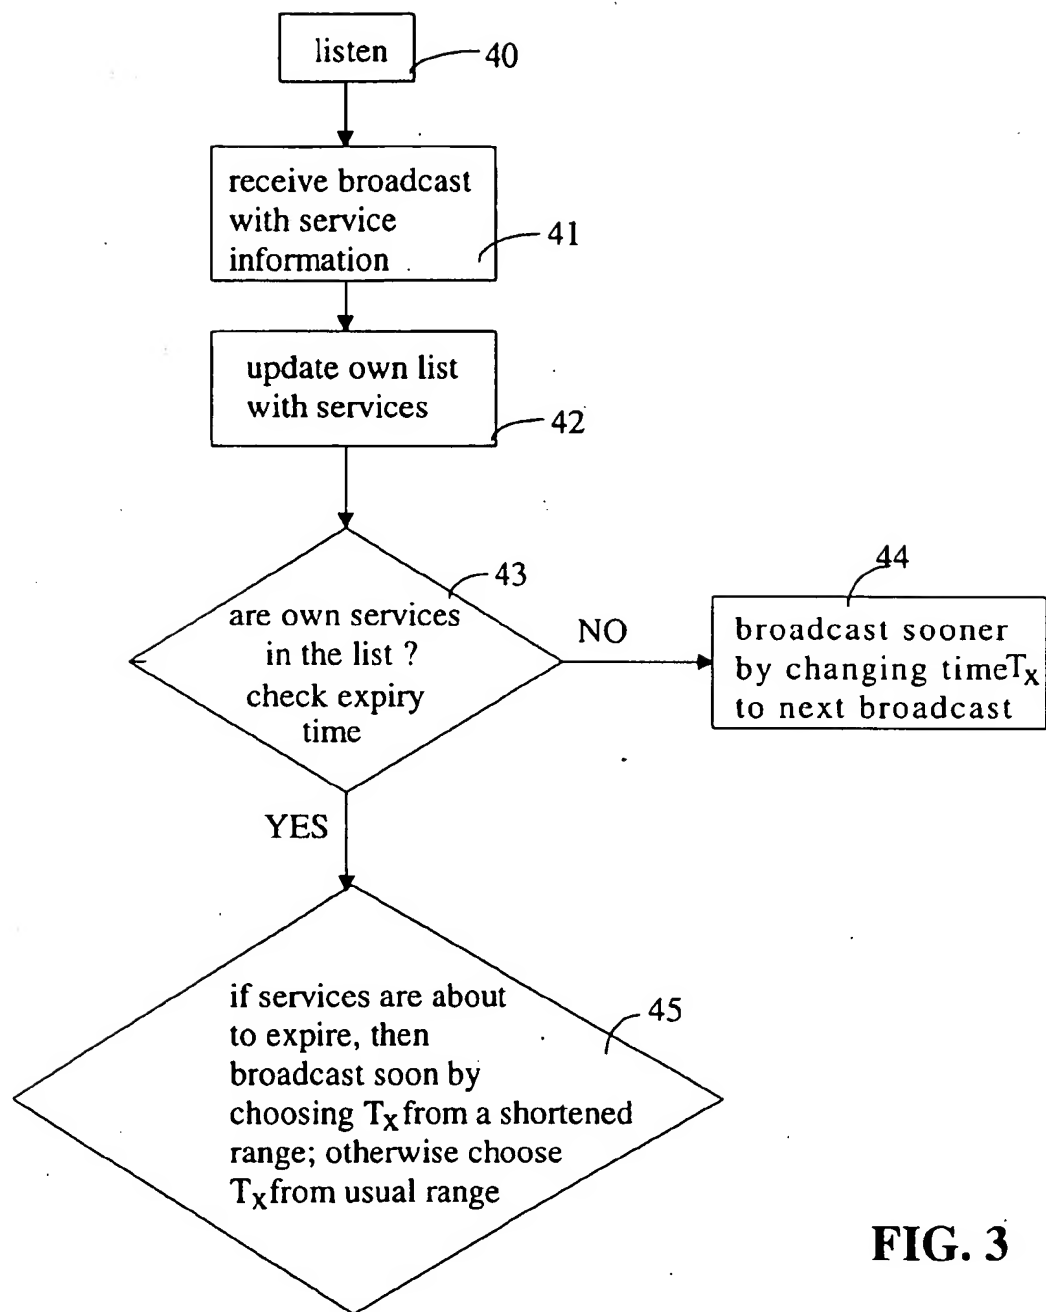 listen
40
receive broadcast
with service
information
41
update own list
with services
42
43
are own services
in the list ?
check expiry
time
NO
44
broadcast sooner
by changing time Tx
to next broadcast
YES
45
if services are about
to expire, then
broadcast soon by
choosing Tx from a shortened
range; otherwise choose
Tx from usual range
FIG. 3